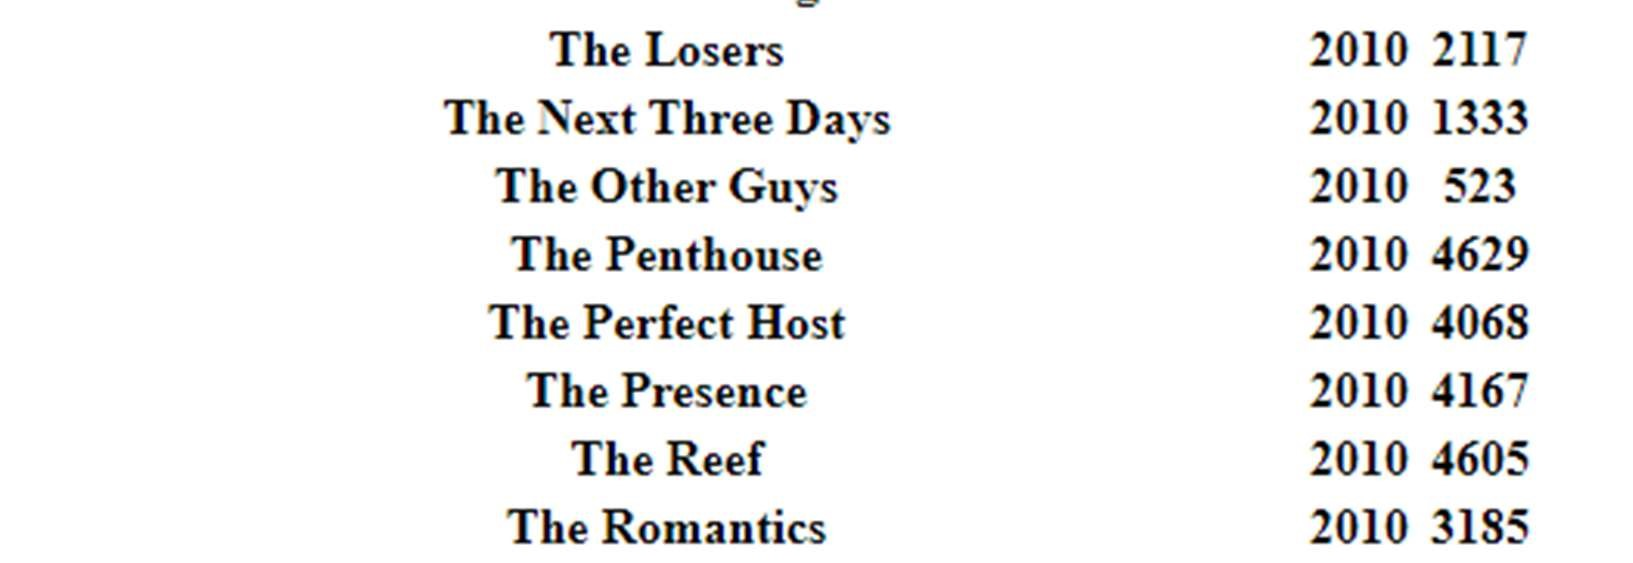 The Losers 2010 2117
The Next Three Days 2010 1333
The Other Guys 2010 523
The Penthouse 2010 4629
The Perfect Host 2010 4068
The Presence 2010 4167
The Reef 2010 4605
The Romantics 2010 3185